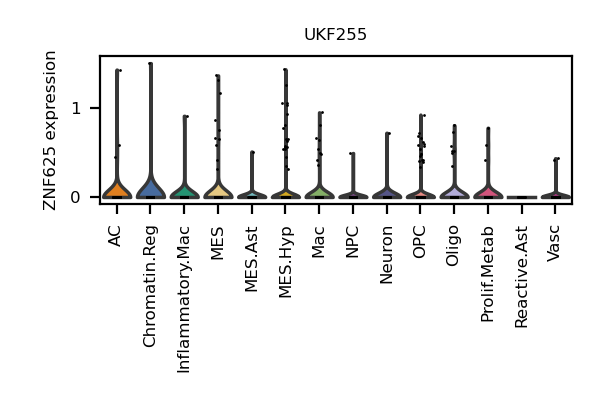 UKF255
ZNF625 expression
1
0
AC
Chromatin.Reg
Inflammatory.Mac
MES
MES.Ast
MES.Hyp
Mac
NPC
Neuron
OPC
Oligo
Prolif.Metab
Reactive.Ast
Vasc